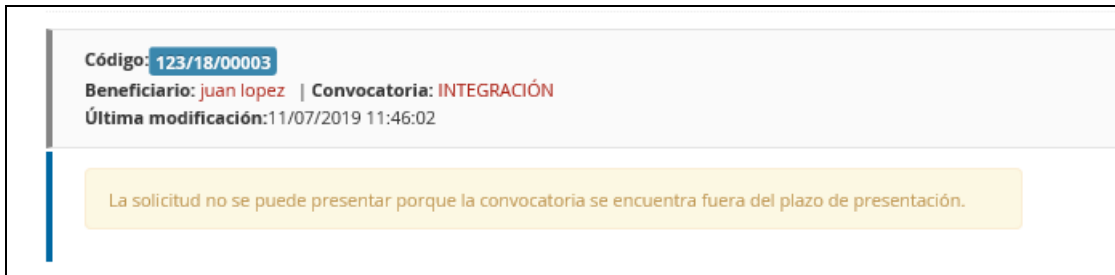 Código: 123/18/00003
Beneficiario: juan lopez | Convocatoria: INTEGRACIÓN
Última modificación:11/07/2019 11:46:02
La solicitud no se puede presentar porque la convocatoria se encuentra fuera del plazo de presentación.